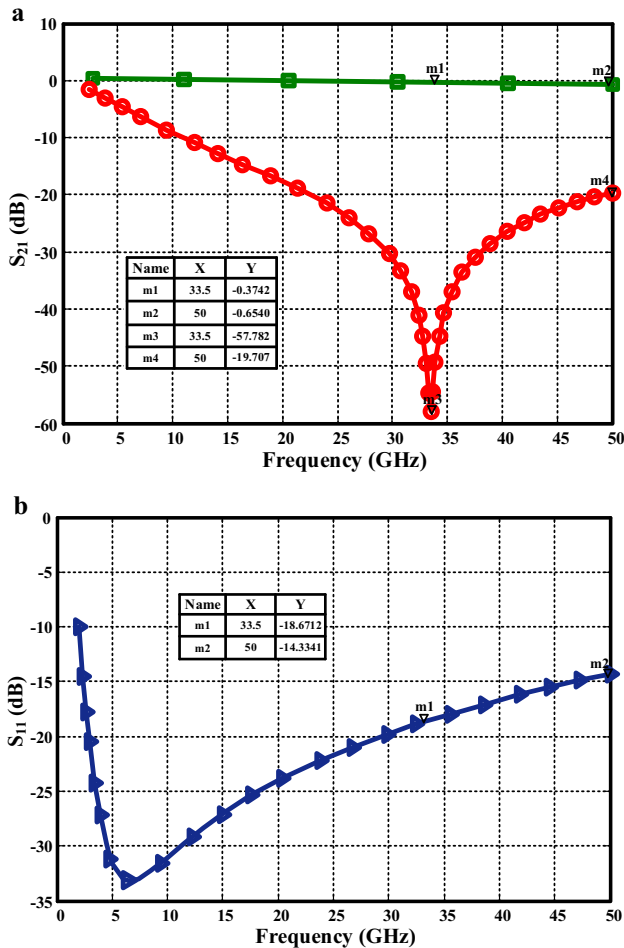 a
10
0
-10
-20
-30
-40
-50
-60
S21 (dB)
m1
m2
m4
m3
Name X Y
m1 33.5 -0.3742
m2 50 -0.6540
m3 33.5 -57.782
m4 50 -19.707
0 5 10 15 20 25 30 35 40 45 50
Frequency (GHz)
b
0
-5
-10
-15
-20
-25
-30
-35
S11 (dB)
Name X Y
m1 33.5 -18.6712
m2 50 -14.3341
m1
m2
0 5 10 15 20 25 30 35 40 45 50
Frequency (GHz)